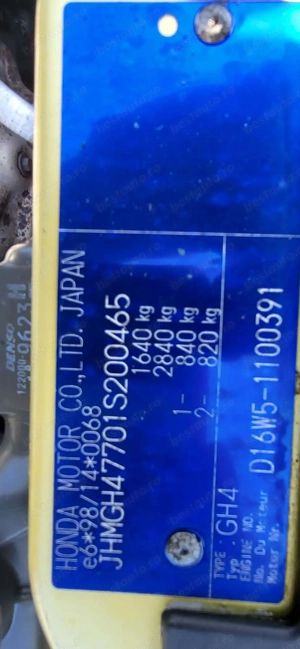 HONDA MOTOR CO.,LTD. JAPAN
e6*98/14*0068
JHMGH47701S200465
1640 kg
2840 kg
1- 840 kg
2- 820 kg
TYPE : GH4
Typ
ENGINE NO.
No. Du Moteur D16W5-1100391
Motor Nr.
DENSO